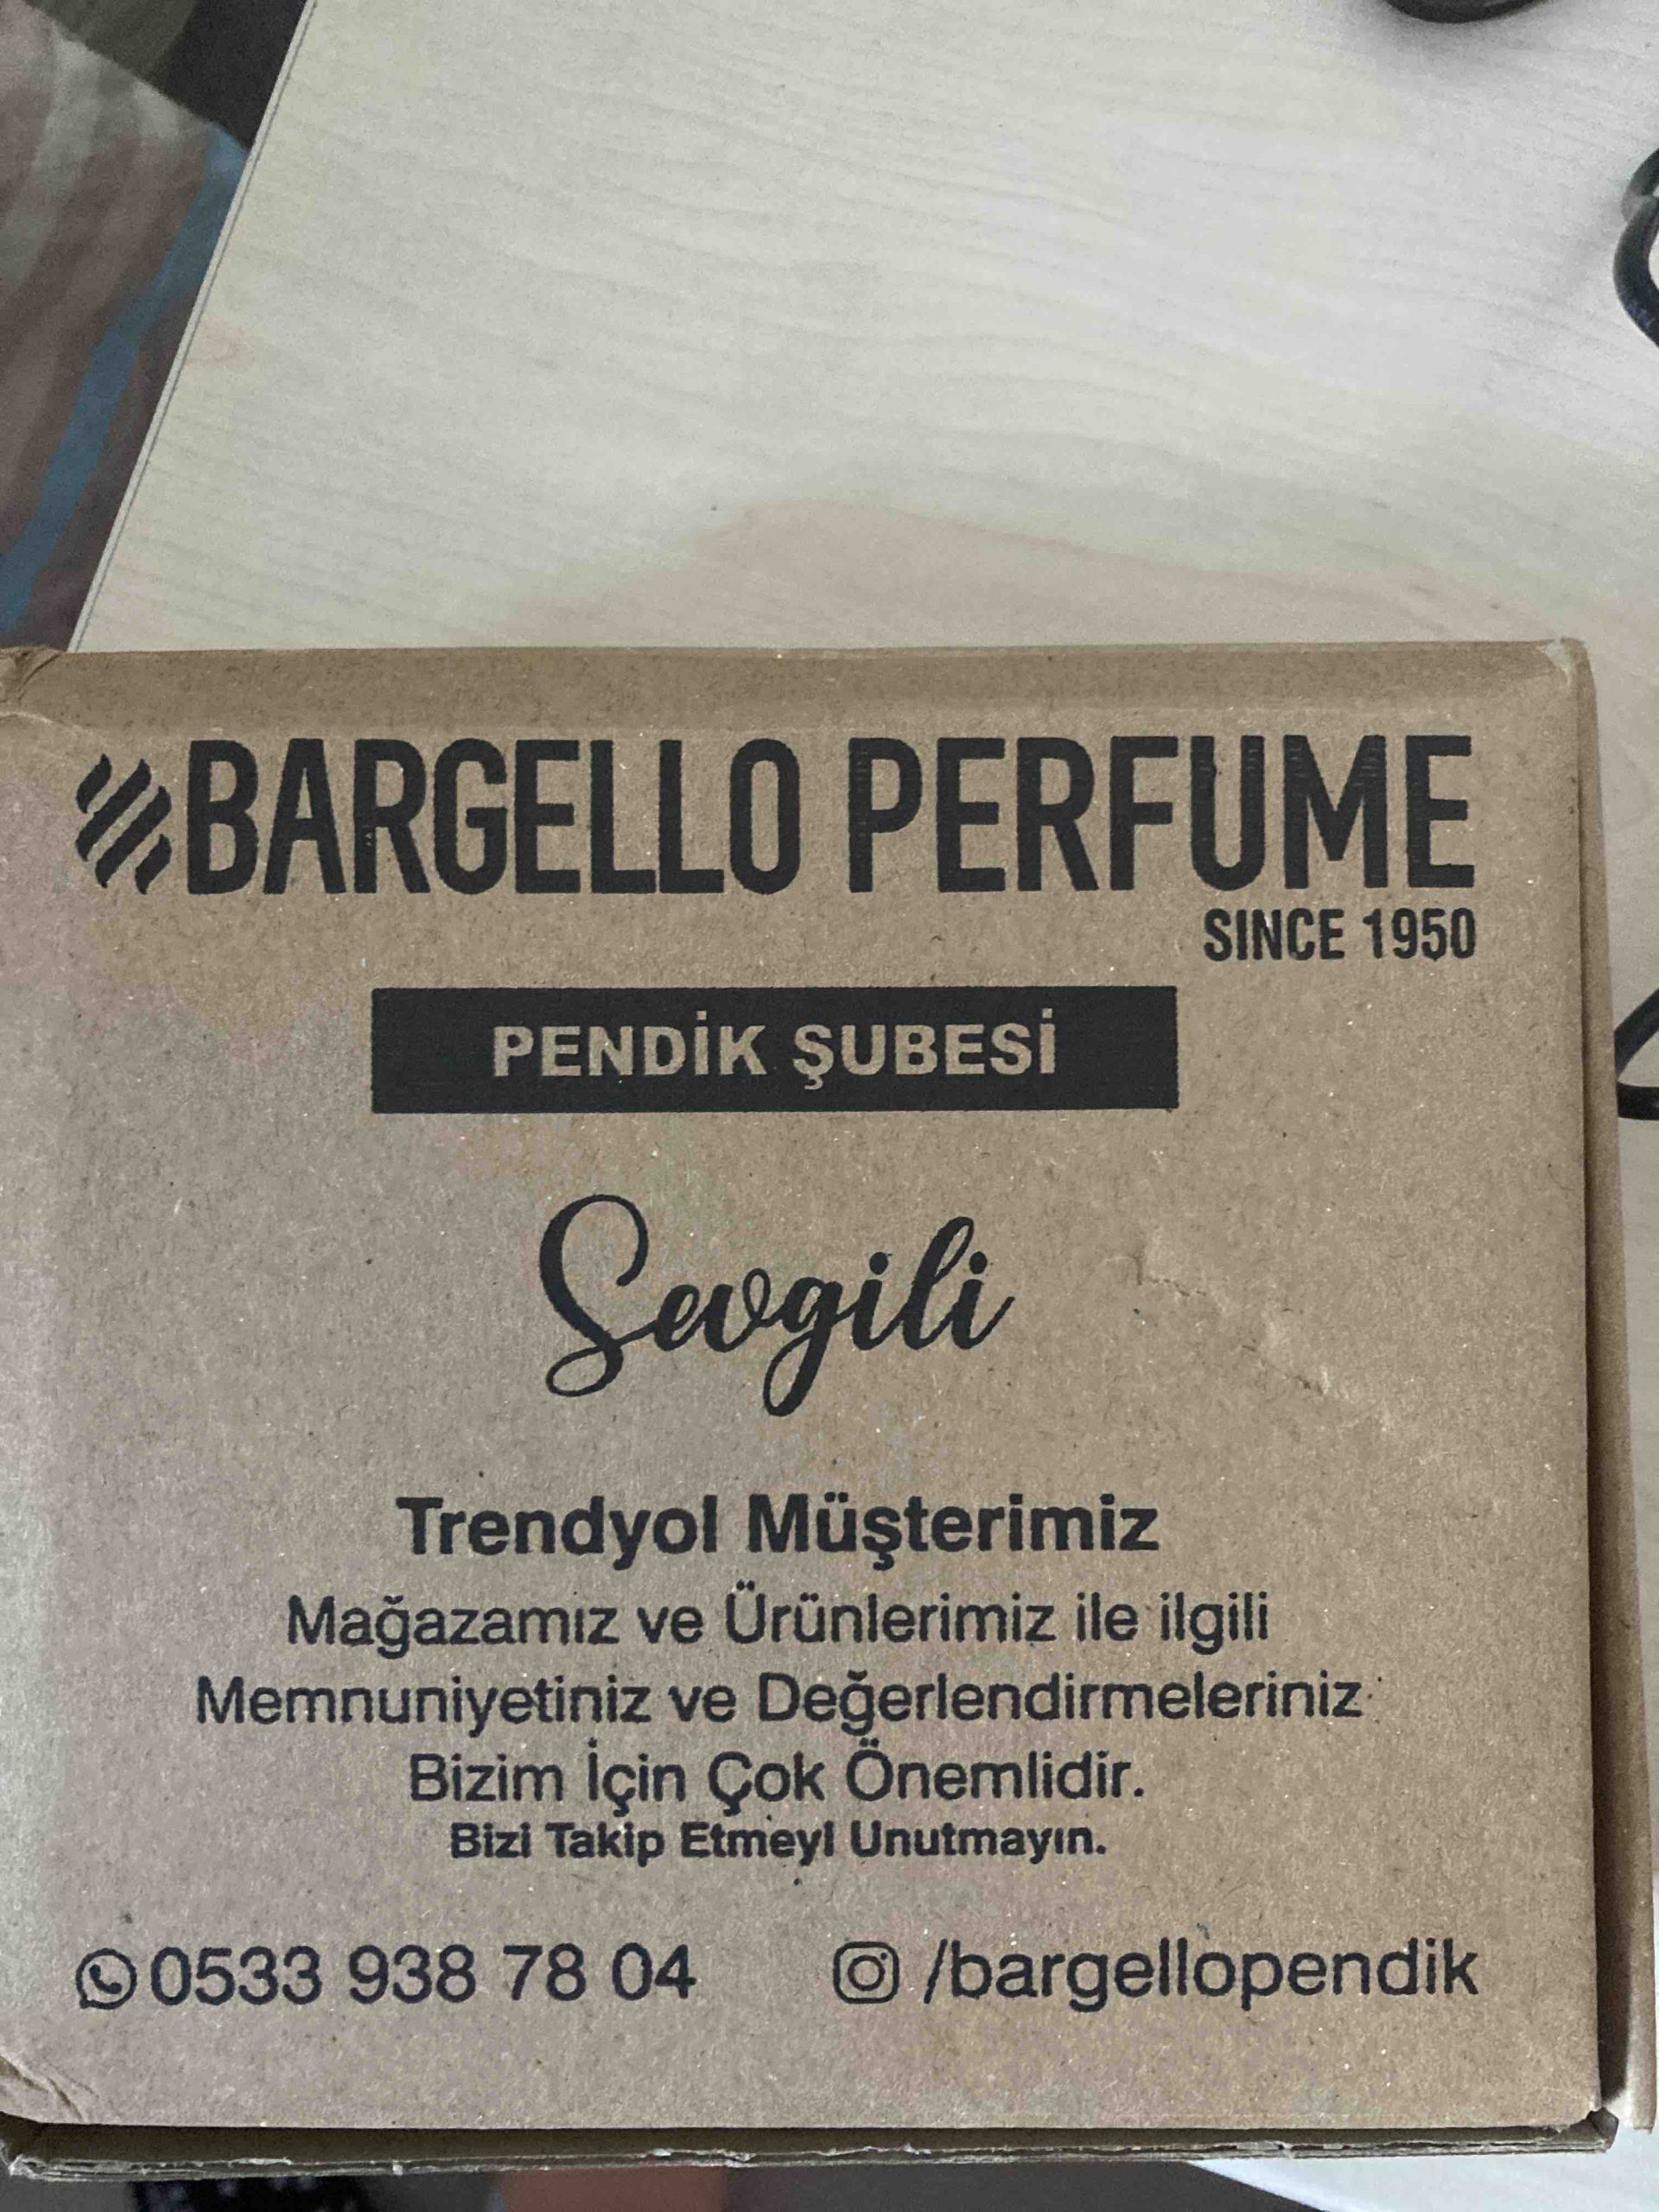 BARGELLO PERFUME
SINCE 1950
PENDİK ŞUBESİ
Sevgili
Trendyol Müşterimiz
Mağazamız ve Ürünlerimiz ile ilgili
Memnuniyetiniz ve Değerlendirmeleriniz
Bizim İçin Çok Önemlidir.
Bizi Takip Etmeyi Unutmayın.
0533 938 78 04 /bargellopendik